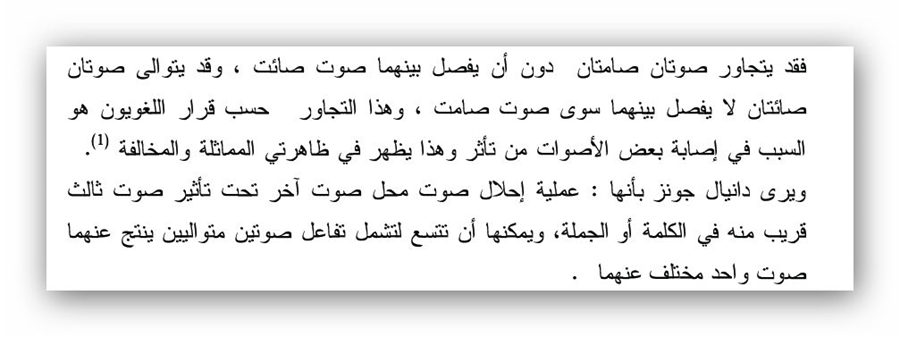 فقد يتجاور صوتان صامتان دون أن يفصل بينهما صوت صائت ، وقد يتوالى صوتان
صائتان لا يفصل بينهما سوى صوت صامت ، وهذا التجاور حسب قرار اللغويون هو
السبب في إصابة بعض الأصوات من تأثر وهذا يظهر في ظاهرتي المماثلة والمخالفة (1).
ويرى دانيال جونز بأنها : عملية إحلال صوت محل صوت آخر تحت تأثير صوت ثالث
قريب منه في الكلمة أو الجملة، ويمكنها أن تتسع لتشمل تفاعل صوتين متواليين ينتج عنهما
صوت واحد مختلف عنهما .